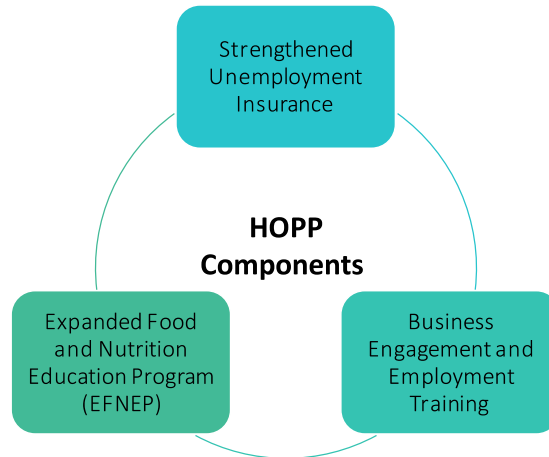 Strengthened
Unemployment
Insurance
HOPP
Components
Expanded Food
and Nutrition
Education Program
(EFNEP)
Business
Engagement and
Employment
Training